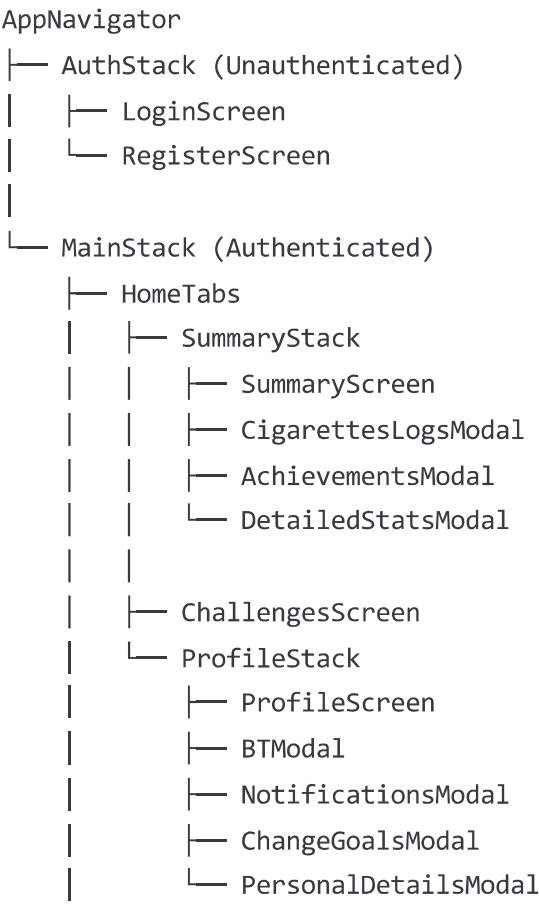 AppNavigator
├── AuthStack (Unauthenticated)
│   ├── LoginScreen
│   └── RegisterScreen
│
└── MainStack (Authenticated)
    ├── HomeTabs
    │   ├── SummaryStack
    │   │   ├── SummaryScreen
    │   │   ├── CigarettesLogsModal
    │   │   ├── AchievementsModal
    │   │   └── DetailedStatsModal
    │   │
    │   ├── ChallengesScreen
    │   └── ProfileStack
    │       ├── ProfileScreen
    │       ├── BTModal
    │       ├── NotificationsModal
    │       ├── ChangeGoalsModal
    │       └── PersonalDetailsModal